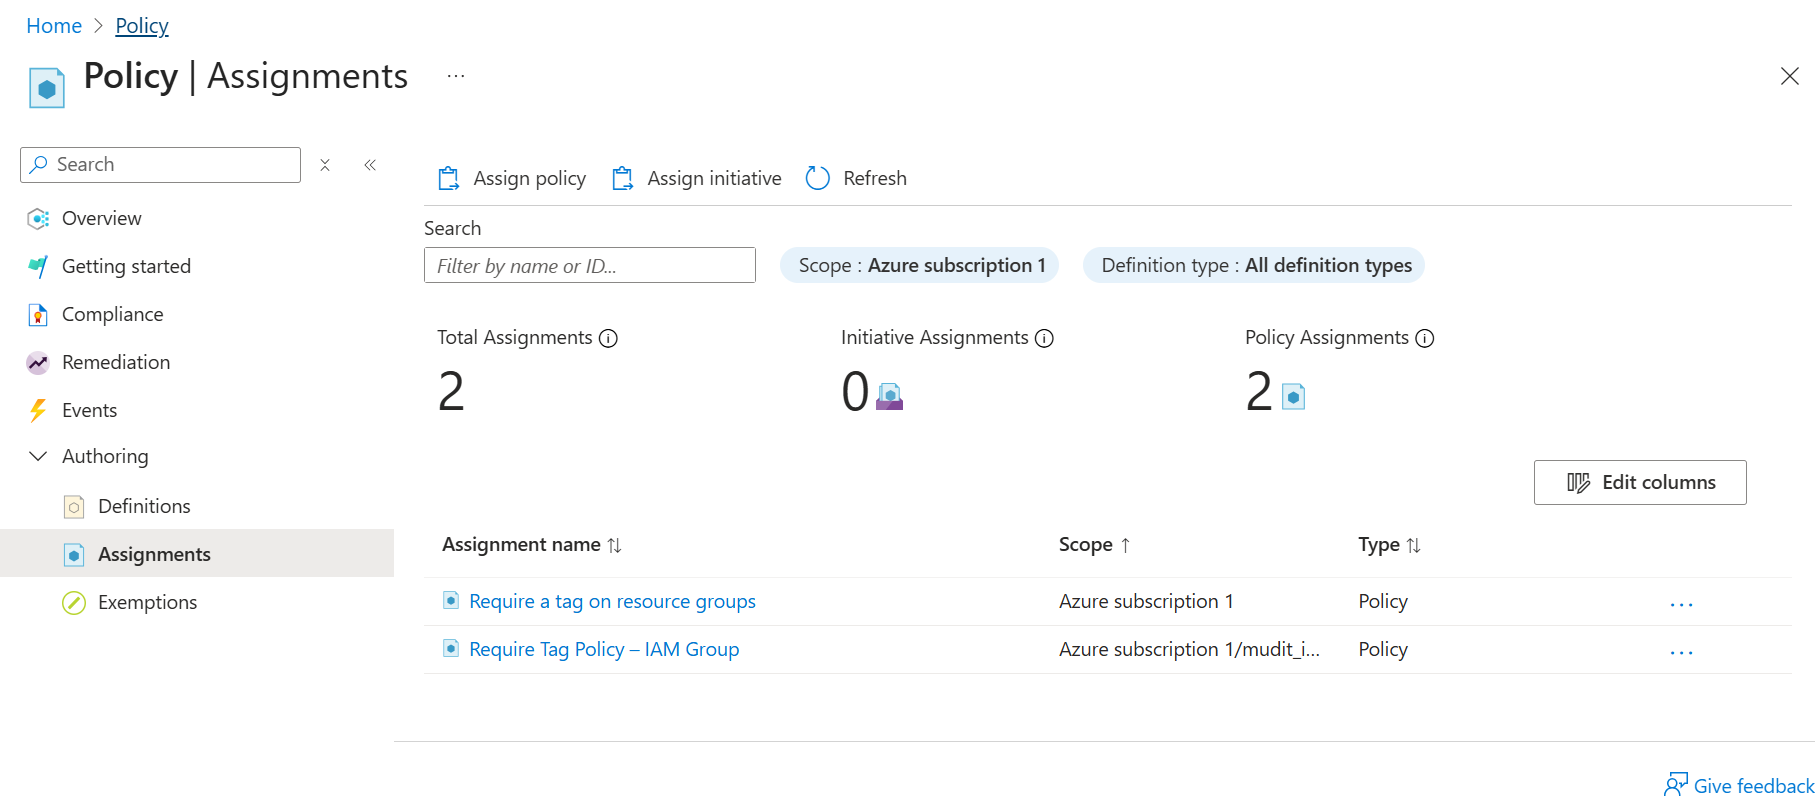 Home > Policy
Policy | Assignments ...
Search
Overview
Getting started
Compliance
Remediation
Events
Authoring
Definitions
Assignments
Exemptions
Assign policy Assign initiative Refresh
Search
Filter by name or ID... Scope : Azure subscription 1 Definition type : All definition types
Total Assignments Initiative Assignments Policy Assignments
2 0 2
Edit columns
Assignment name Scope Type
Require a tag on resource groups Azure subscription 1 Policy ...
Require Tag Policy – IAM Group Azure subscription 1/mudit_i... Policy ...
Give feedback